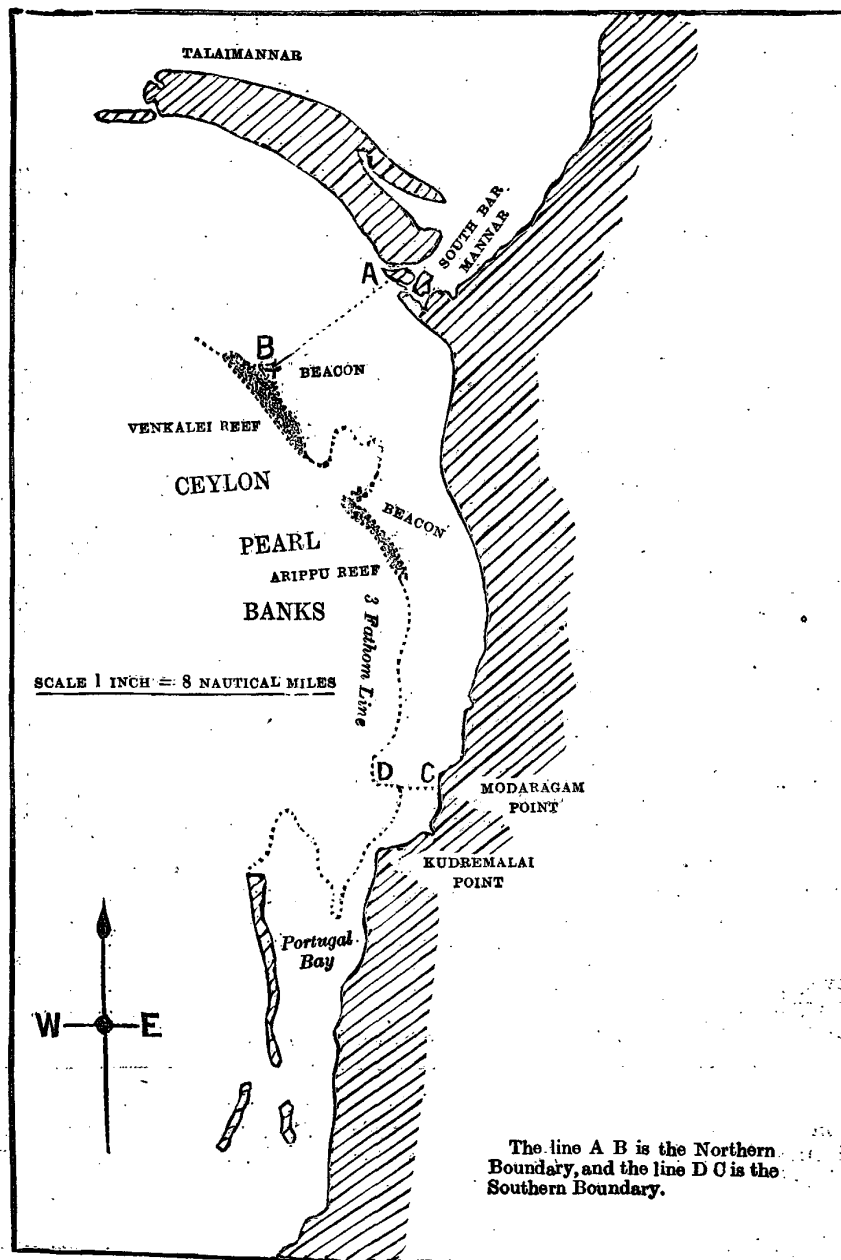 TALAIMANNAR
SOUTH BAR
MANNAR
A
B
BEACON
VENKALEI REEF
CEYLON
BEACON
PEARL
ARIPPU REEF
BANKS
3 Fathom Line
SCALE 1 INCH = 8 NAUTICAL MILES
D C
MODARAGAM
POINT
KUDREMALAI
POINT
Portugal
Bay
W E
The line A B is the Northern
Boundary, and the line D C is the
Southern Boundary.